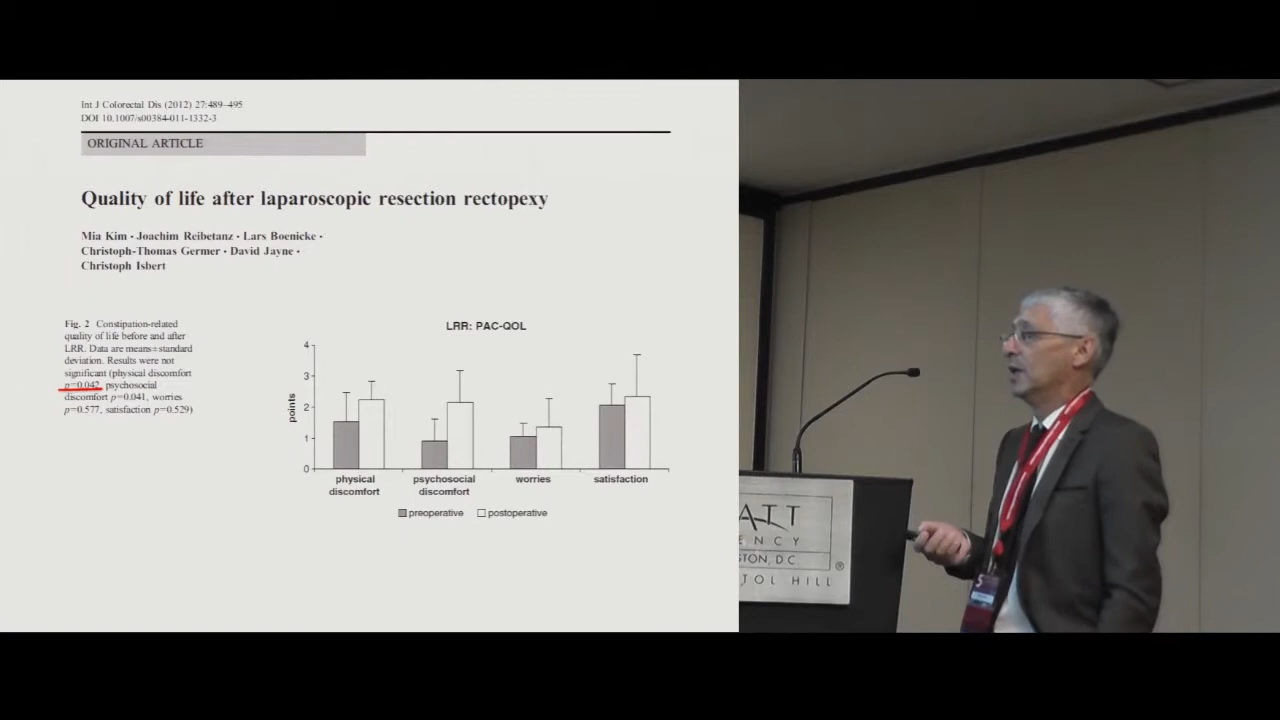 Int J Colorectal Dis (2012) 27:489–495
DOI 10.1007/s00384-011-1332-3
ORIGINAL ARTICLE
Quality of life after laparoscopic resection rectopexy
Mia Kim · Joachim Reibetanz · Lars Boenicke ·
Christoph-Thomas Germer · David Jayne ·
Christoph Isbert
Fig. 2 Constipation-related
quality of life before and after
LRR. Data are means±standard
deviation. Results were not
significant (physical discomfort
p=0.042, psychosocial
discomfort p=0.041, worries
p=0.577, satisfaction p=0.529)
LRR: PAC-QOL
points
4
3
2
1
0
physical
discomfort
psychosocial
discomfort
worries
satisfaction
preoperative
postoperative
ATT
ENCY
TON, D.C.
®
TOL HILL